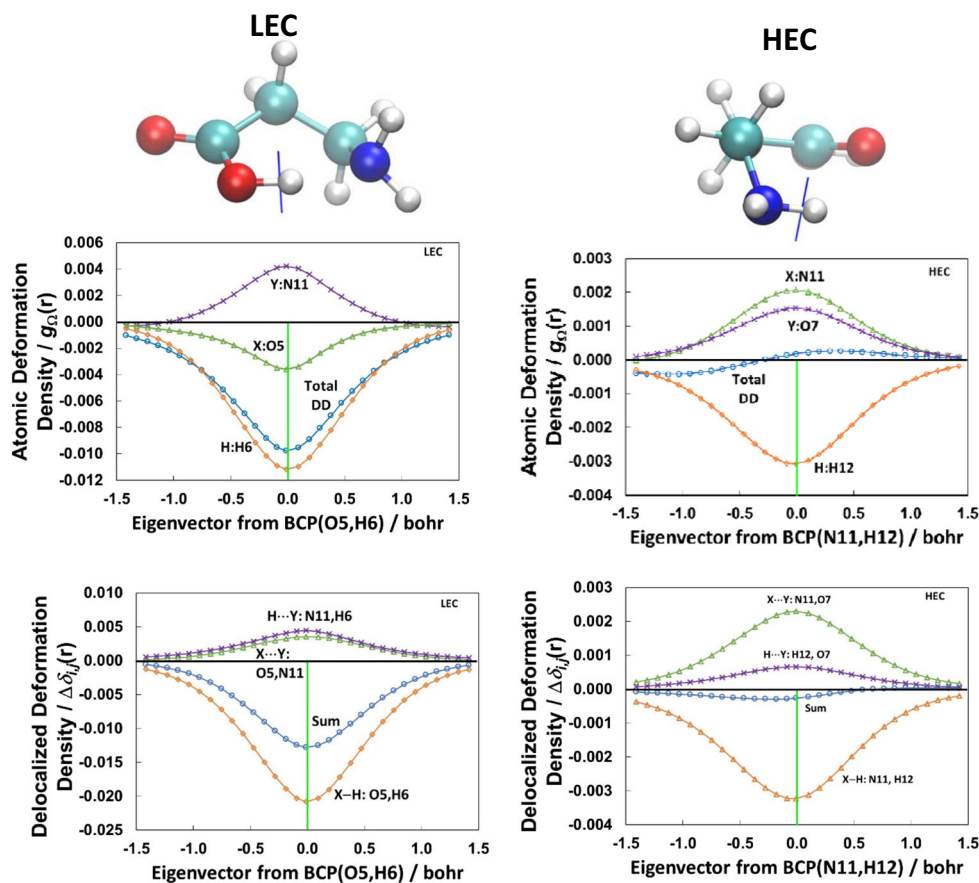 LEC
HEC
Atomic Deformation
Density / gΩ(r)
0.006
0.004
0.002
0.000
-0.002
-0.004
-0.006
-0.008
-0.010
-0.012
LEC
Y:N11
X:O5
Total
DD
H:H6
-1.5 -1.0 -0.5 0.0 0.5 1.0 1.5
Eigenvector from BCP(O5,H6) / bohr
Atomic Deformation
Density / gΩ(r)
0.003
0.002
0.001
0.000
-0.001
-0.002
-0.003
-0.004
HEC
X:N11
Y:O7
Total
DD
H:H12
-1.5 -1.0 -0.5 0.0 0.5 1.0 1.5
Eigenvector from BCP(N11,H12) / bohr
Delocalized Deformation
Density / Δδi,j(r)
0.010
0.005
0.000
-0.005
-0.010
-0.015
-0.020
-0.025
LEC
H···Y: N11,H6
X···Y:
O5,N11
Sum
X–H: O5,H6
-1.5 -1.0 -0.5 0.0 0.5 1.0 1.5
Eigenvector from BCP(O5,H6) / bohr
Delocalized Deformation
Density / Δδi,j(r)
0.003
0.002
0.001
0.000
-0.001
-0.002
-0.003
-0.004
HEC
X···Y: N11,O7
H···Y: H12, O7
Sum
X–H: N11, H12
-1.5 -1.0 -0.5 0.0 0.5 1.0 1.5
Eigenvector from BCP(N11,H12) / bohr